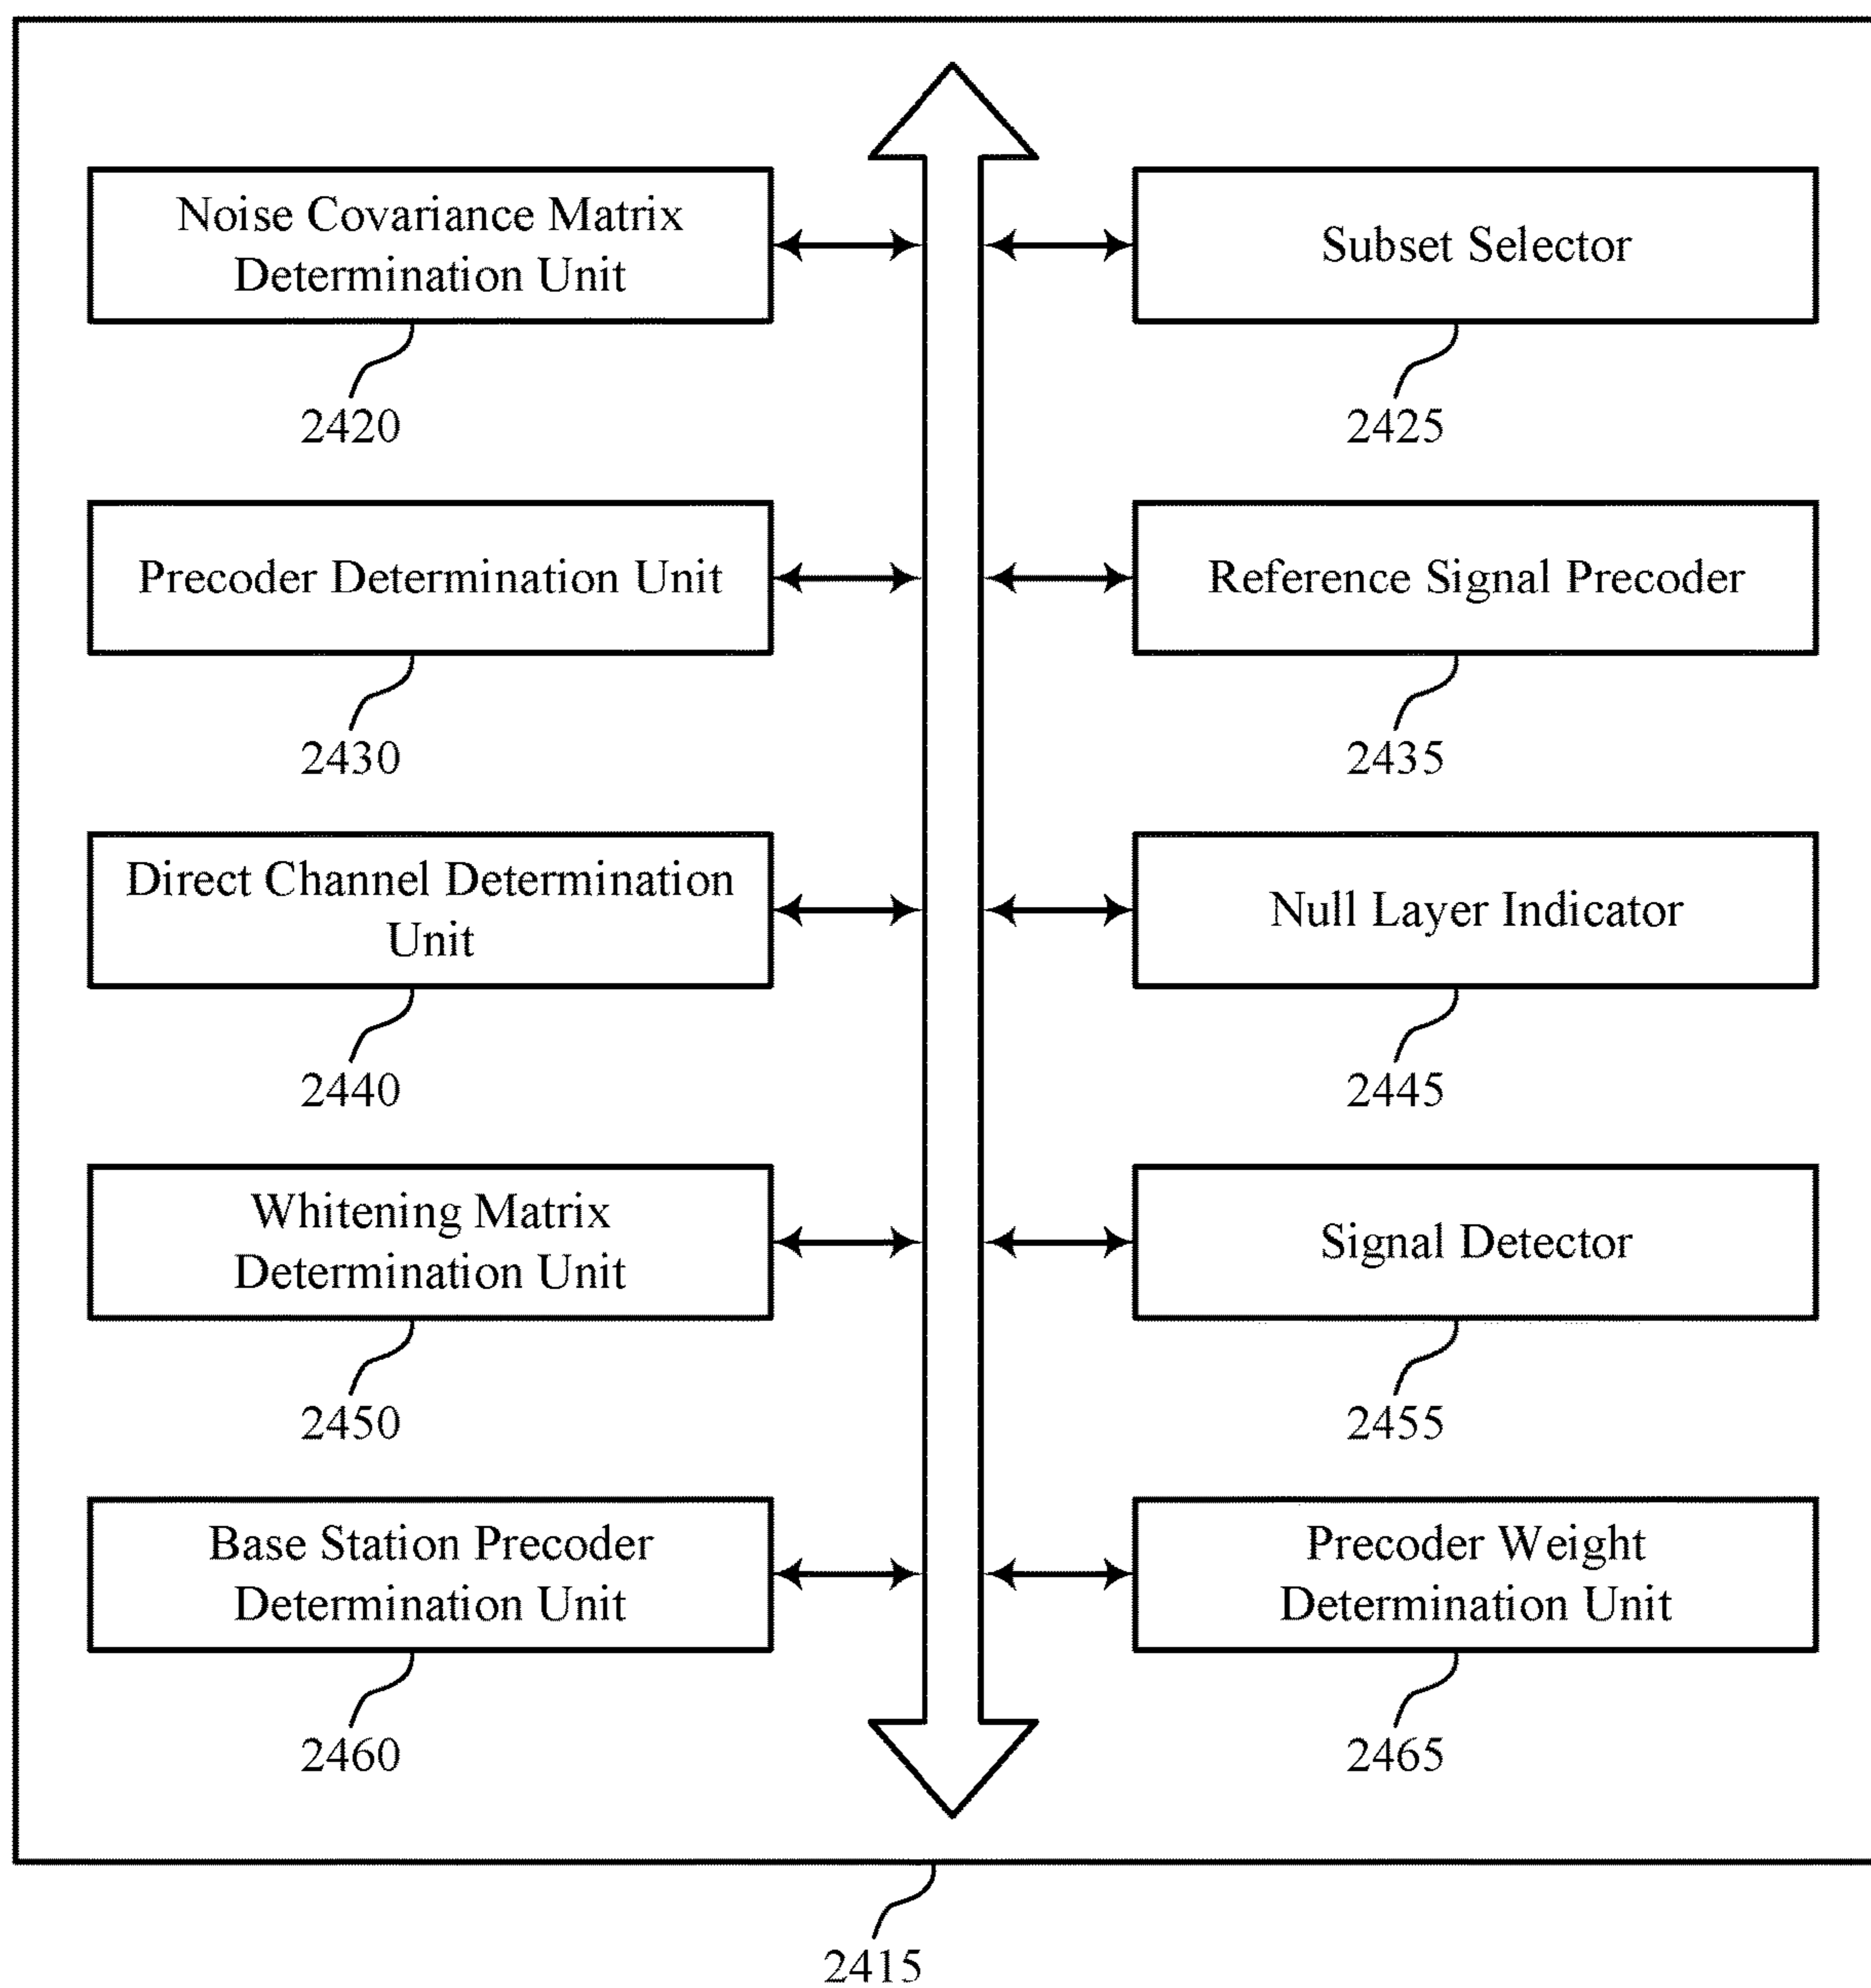 Noise Covariance Matrix
Determination Unit
2420
Subset Selector
2425
Precoder Determination Unit
2430
Reference Signal Precoder
2435
Direct Channel Determination
Unit
2440
Null Layer Indicator
2445
Whitening Matrix
Determination Unit
2450
Signal Detector
2455
Base Station Precoder
Determination Unit
2460
Precoder Weight
Determination Unit
2465
2415